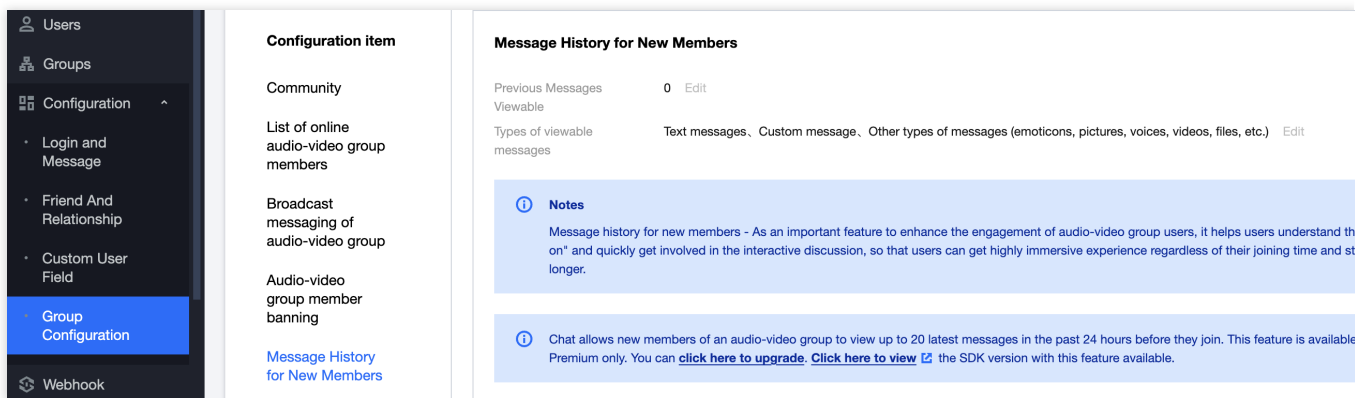 Users
Groups
Configuration
Login and
Message
Friend And
Relationship
Custom User
Field
Group
Configuration
Webhook
Configuration item
Community
List of online
audio-video group
members
Broadcast
messaging of
audio-video group
Audio-video
group member
banning
Message History
for New Members
Message History for New Members
Previous Messages
Viewable
0 Edit
Types of viewable
messages
Text messages、Custom message、Other types of messages (emoticons, pictures, voices, videos, files, etc.) Edit
Notes
Message history for new members - As an important feature to enhance the engagement of audio-video group users, it helps users understand th
on" and quickly get involved in the interactive discussion, so that users can get highly immersive experience regardless of their joining time and st
longer.
Chat allows new members of an audio-video group to view up to 20 latest messages in the past 24 hours before they join. This feature is available
Premium only. You can click here to upgrade. Click here to view the SDK version with this feature available.